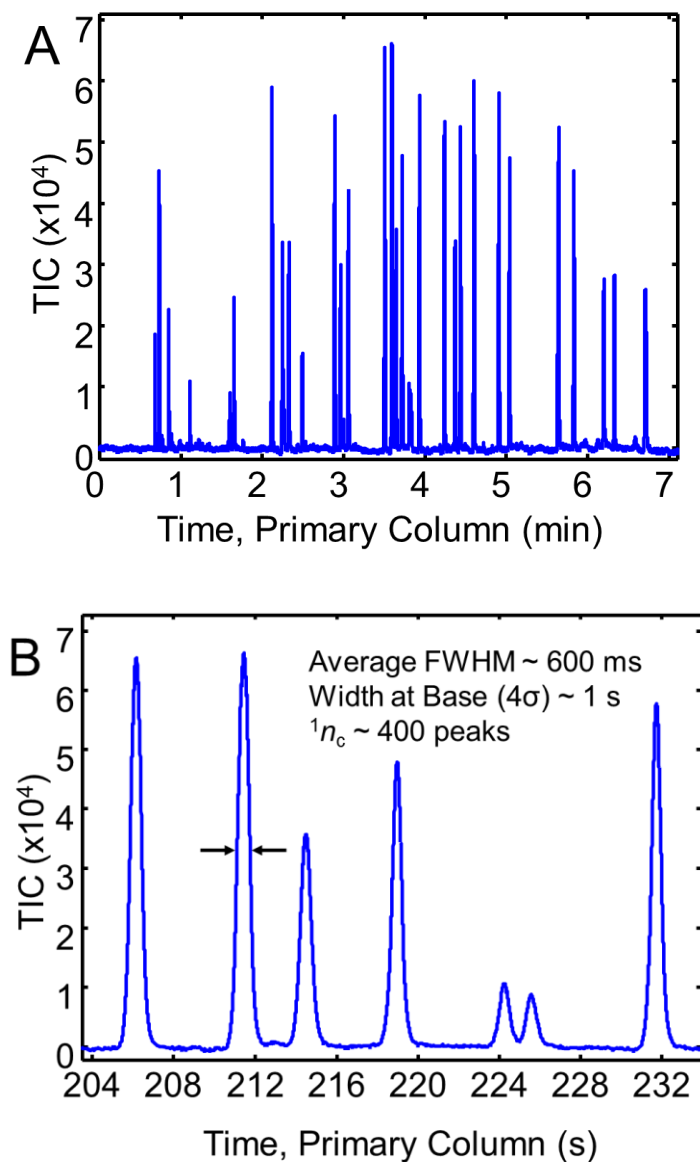 A
7
6
5
4
3
2
1
0
TIC (x10⁴)
0 1 2 3 4 5 6 7
Time, Primary Column (min)
B
7
6
5
4
3
2
1
0
TIC (x10⁴)
Average FWHM ~ 600 ms
Width at Base (4σ) ~ 1 s
¹n_c ~ 400 peaks
204 208 212 216 220 224 228 232
Time, Primary Column (s)